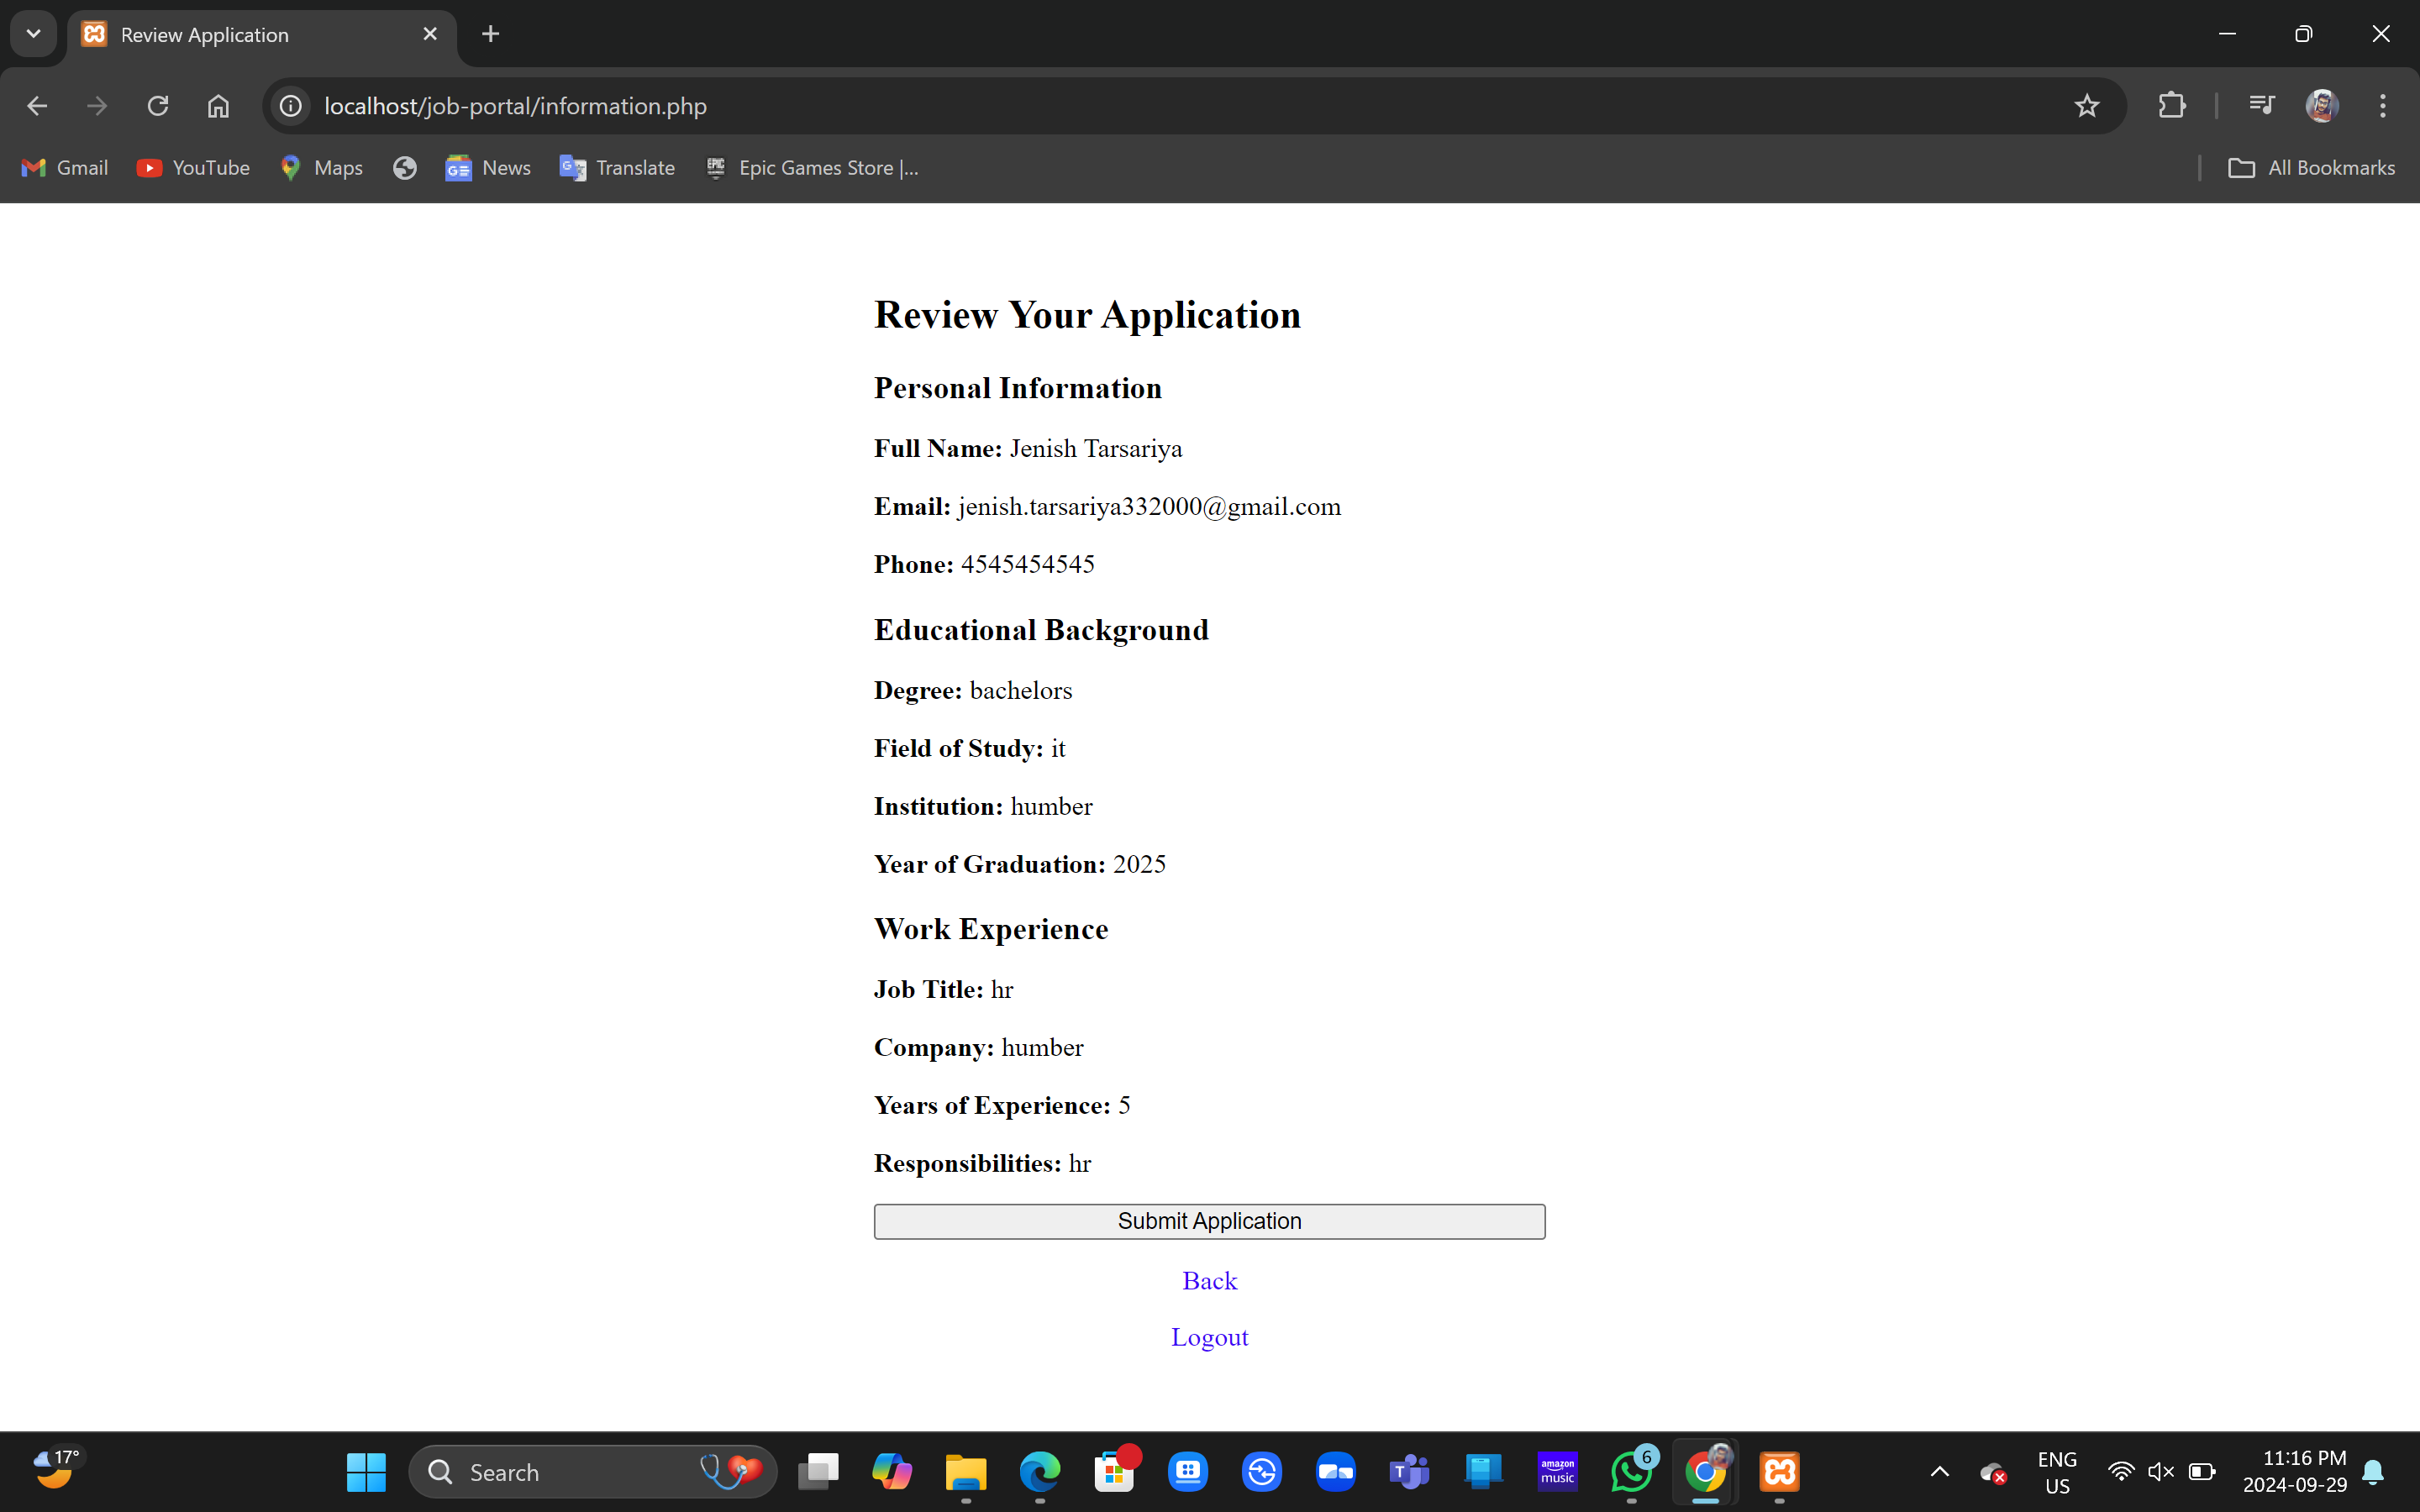 Review Application
localhost/job-portal/information.php
Gmail YouTube Maps News Translate Epic Games Store |... All Bookmarks
Review Your Application
Personal Information
Full Name: Jenish Tarsariya
Email: jenish.tarsariya332000@gmail.com
Phone: 4545454545
Educational Background
Degree: bachelors
Field of Study: it
Institution: humber
Year of Graduation: 2025
Work Experience
Job Title: hr
Company: humber
Years of Experience: 5
Responsibilities: hr
Submit Application
Back
Logout
17°
Search
amazon
music
6
ENG
US
11:16 PM
2024-09-29